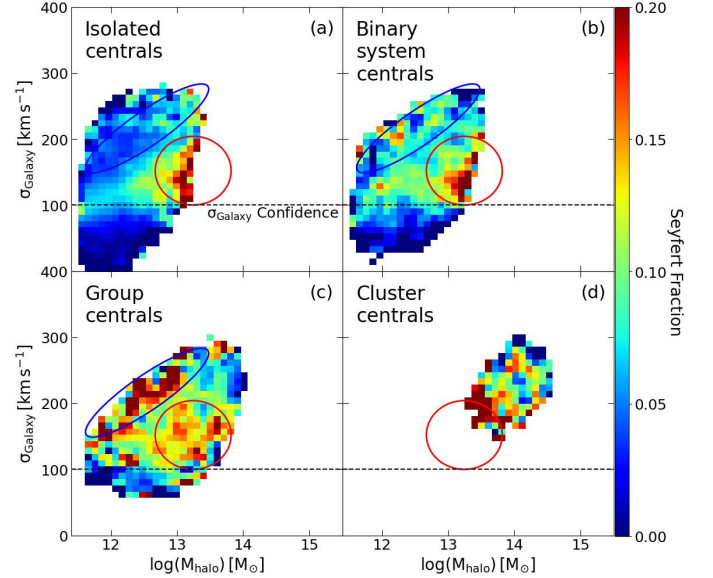 Isolated
centrals
(a)
Binary
system
centrals
(b)
σGalaxy [km s⁻¹]
400
300
200
100
400
σGalaxy Confidence
Group
centrals
(c)
Cluster
centrals
(d)
σGalaxy [km s⁻¹]
300
200
100
0
12 13 14 15
12 13 14 15
log(Mhalo) [M⊙]
log(Mhalo) [M⊙]
0.20
0.15
0.10
0.05
0.00
Seyfert Fraction